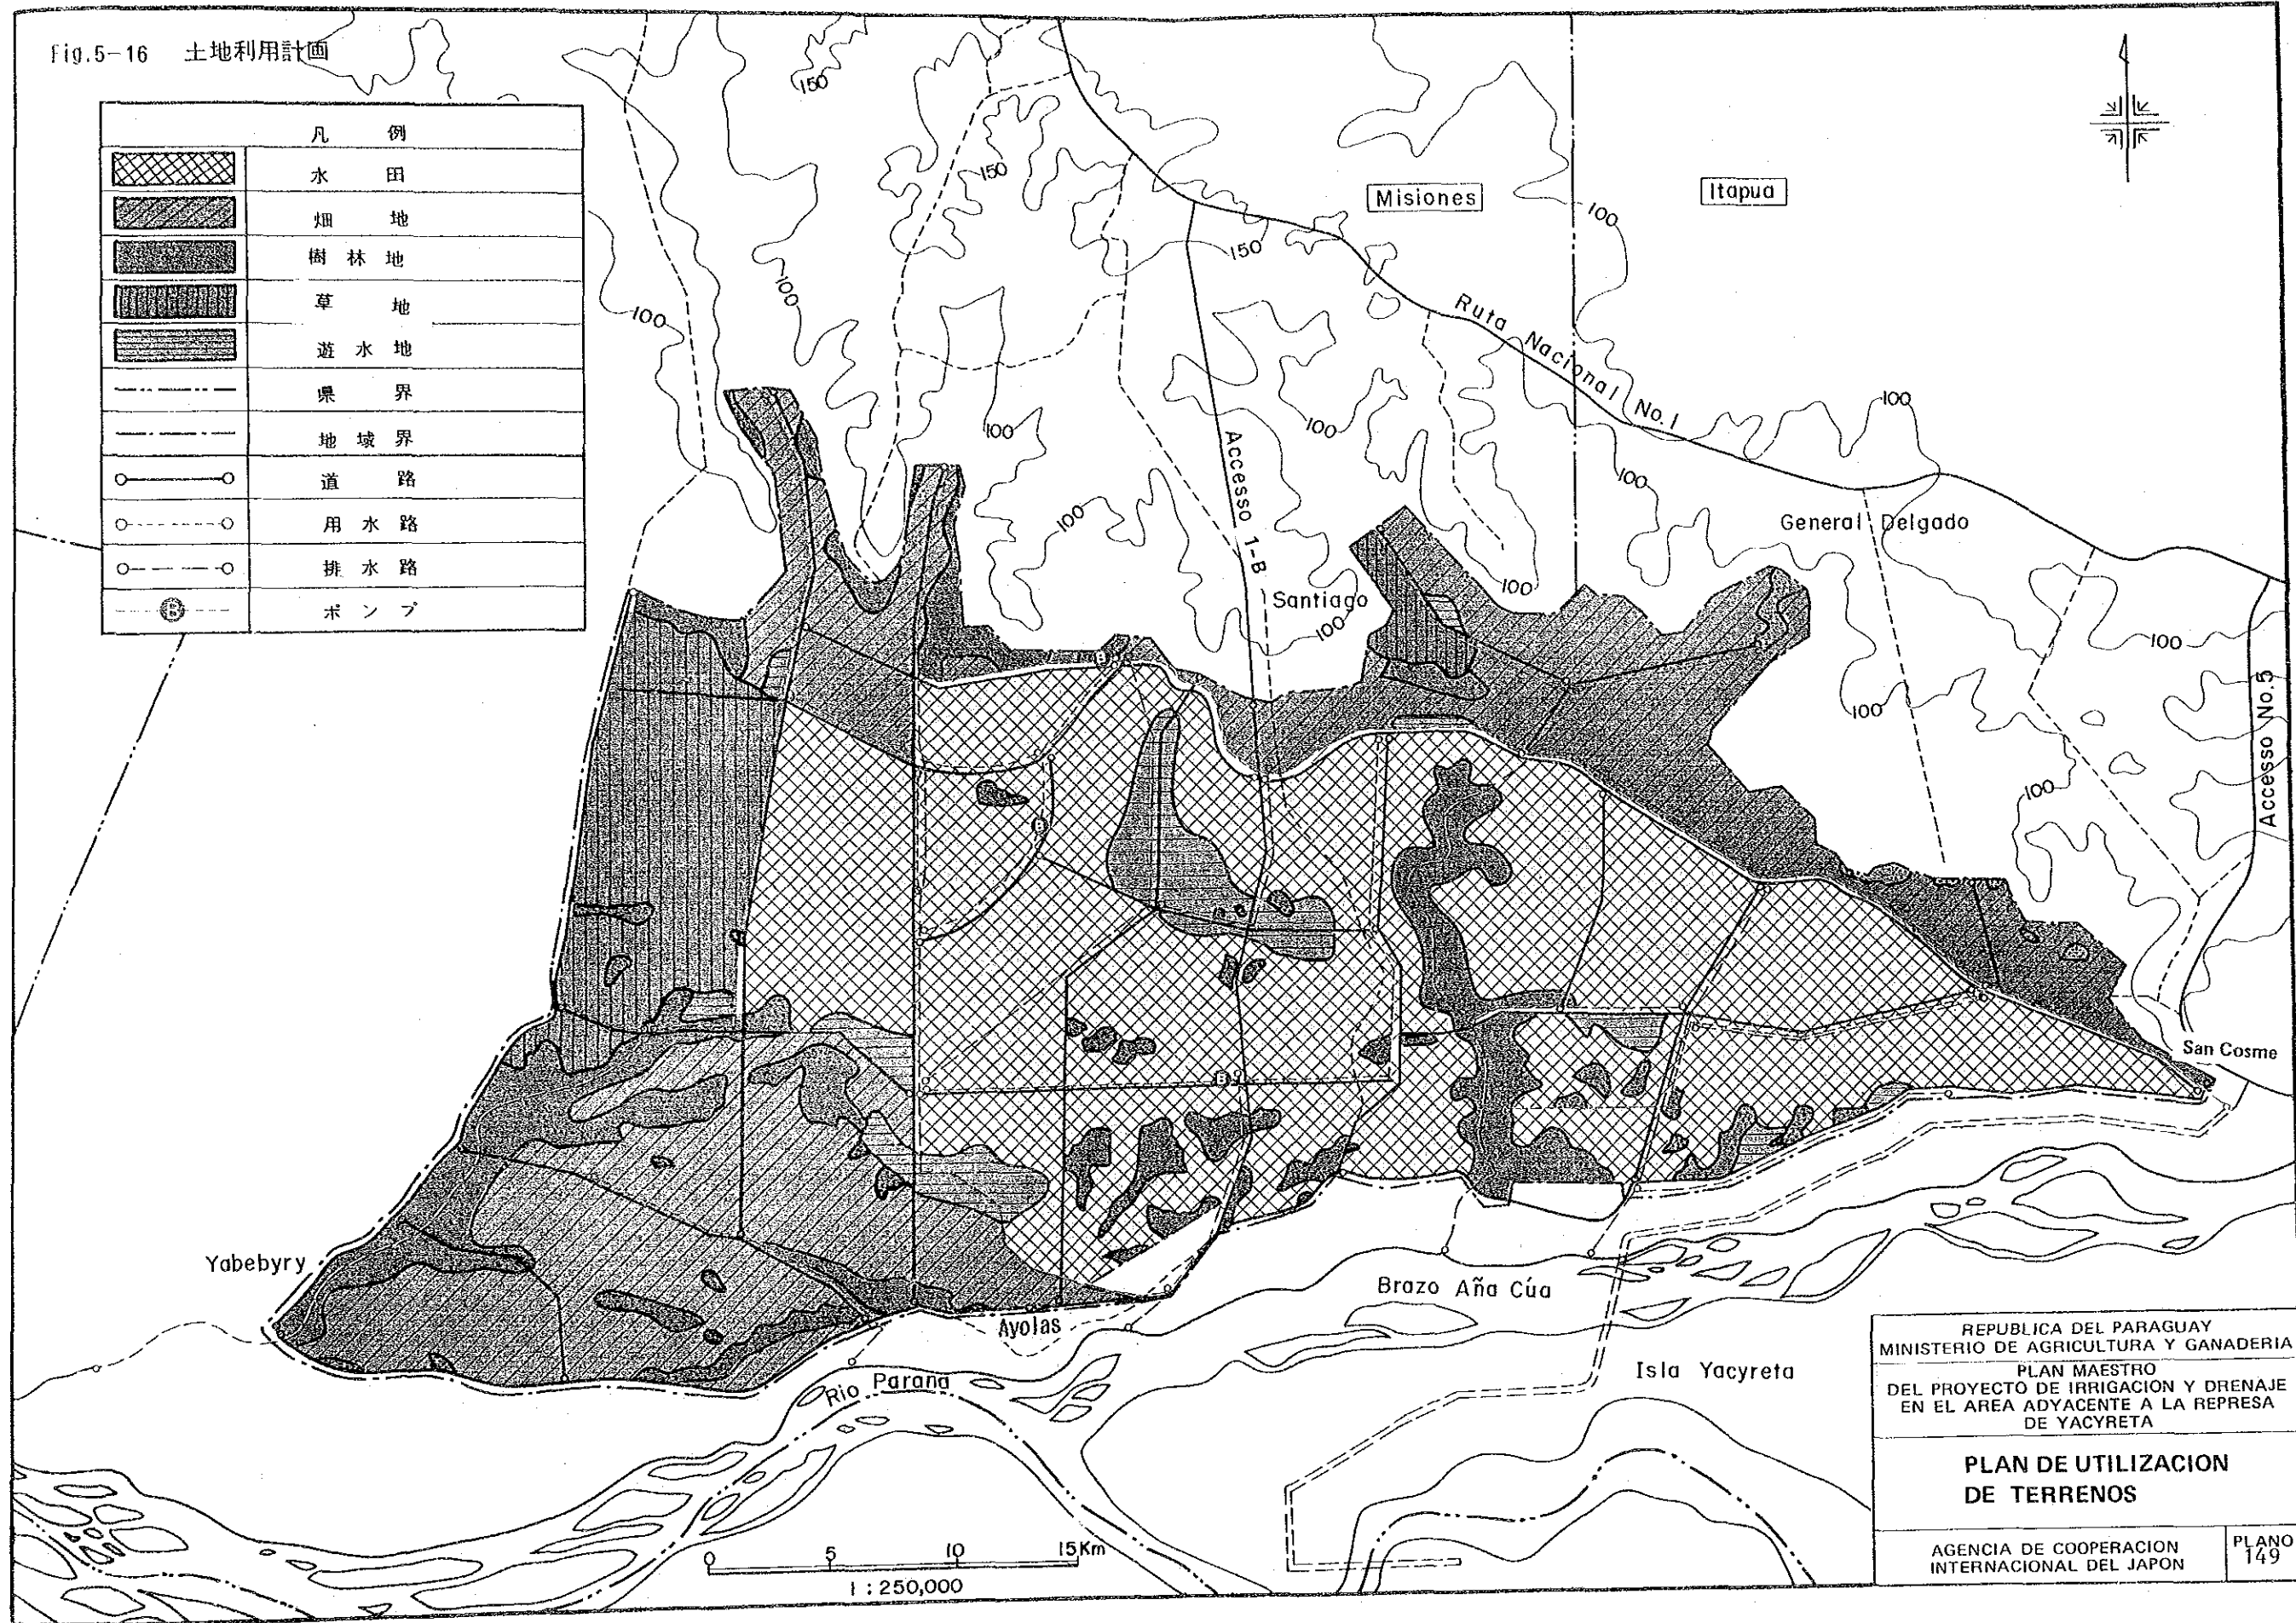 Fig.5-16 土地利用計画
凡 例
水 田
畑 地
樹 林 地
草 地
遊 水 地
県 界
地 域 界
道 路
用 水 路
排 水 路
B ポ ン プ
150
150
150
100
100
100
100
100
100
100
100
100
100
100
100
100
Misiones
Itapua
Ruta Nacional No.1
Accesso 1-B
Santiago
General Delgado
Accesso No.5
San Cosme
B
B
B
B
Yabebyry
Ayolas
Rio Parana
Brazo Aña Cúa
Isla Yacyreta
0 5 10 15Km
1:250,000
REPUBLICA DEL PARAGUAY
MINISTERIO DE AGRICULTURA Y GANADERIA
PLAN MAESTRO
DEL PROYECTO DE IRRIGACION Y DRENAJE
EN EL AREA ADYACENTE A LA REPRESA
DE YACYRETA
PLAN DE UTILIZACION
DE TERRENOS
AGENCIA DE COOPERACION
INTERNACIONAL DEL JAPON
PLANO
149